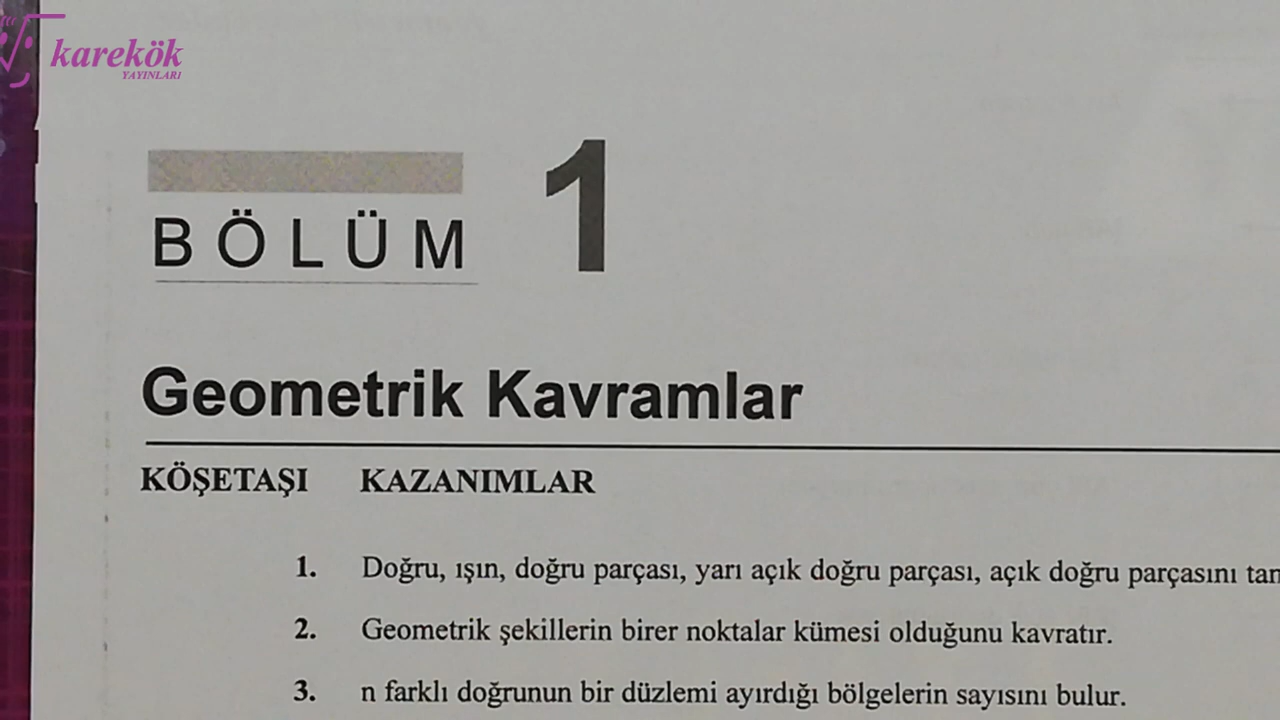 karekök
YAYINLARI
BÖLÜM 1
Geometrik Kavramlar
KÖŞETAŞI KAZANIMLAR
1. Doğru, ışın, doğru parçası, yarı açık doğru parçası, açık doğru parçasını tan
2. Geometrik şekillerin birer noktalar kümesi olduğunu kavratır.
3. n farklı doğrunun bir düzlemi ayırdığı bölgelerin sayısını bulur.